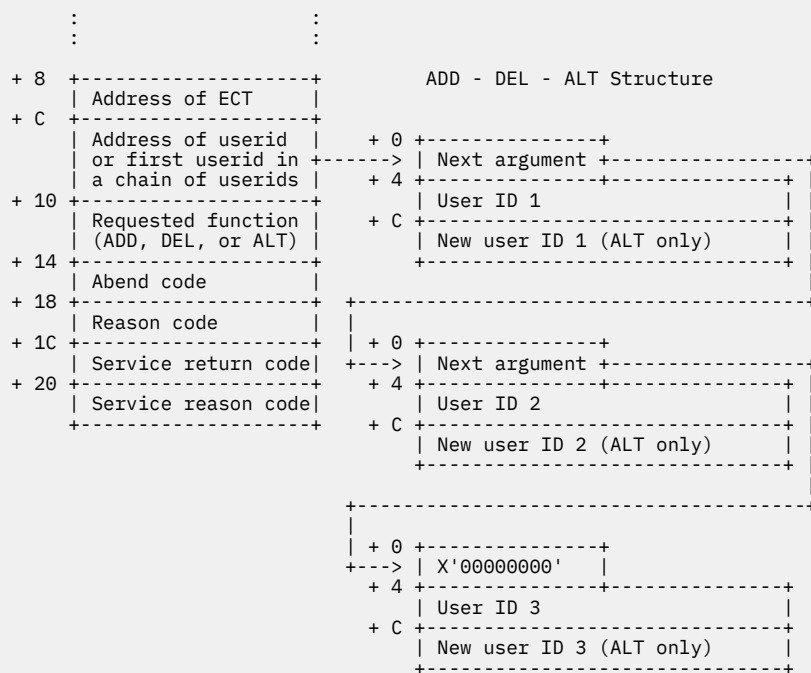 :                    :
     :                    :
+ 8  +--------------------+         ADD - DEL - ALT Structure
     | Address of ECT     |
+ C  +--------------------+
     | Address of userid  |    + 0 +---------------+
     | or first userid in +------> | Next argument +-----------------+
     | a chain of userids |    + 4 +---------------+---------------+ |
+ 10 +--------------------+        | User ID 1                     | |
     | Requested function |    + C +-------------------------------+ |
     | (ADD, DEL, or ALT) |        | New user ID 1 (ALT only)      | |
+ 14 +--------------------+        +-------------------------------+ |
     | Abend code         |                                          |
+ 18 +--------------------+  +---------------------------------------+
     | Reason code        |  |
+ 1C +--------------------+  | + 0 +---------------+
     | Service return code|  +---> | Next argument +-----------------+
+ 20 +--------------------+    + 4 +---------------+---------------+ |
     | Service reason code|        | User ID 2                     | |
     +--------------------+    + C +-------------------------------+ |
                                   | New user ID 2 (ALT only)      | |
                                   +-------------------------------+ |
                                                                     |
                             +---------------------------------------+
                             |
                             | + 0 +---------------+
                             +---> | X'00000000'   |
                               + 4 +---------------+---------------+
                                   | User ID 3                     |
                               + C +-------------------------------+
                                   | New user ID 3 (ALT only)      |
                                   +-------------------------------+